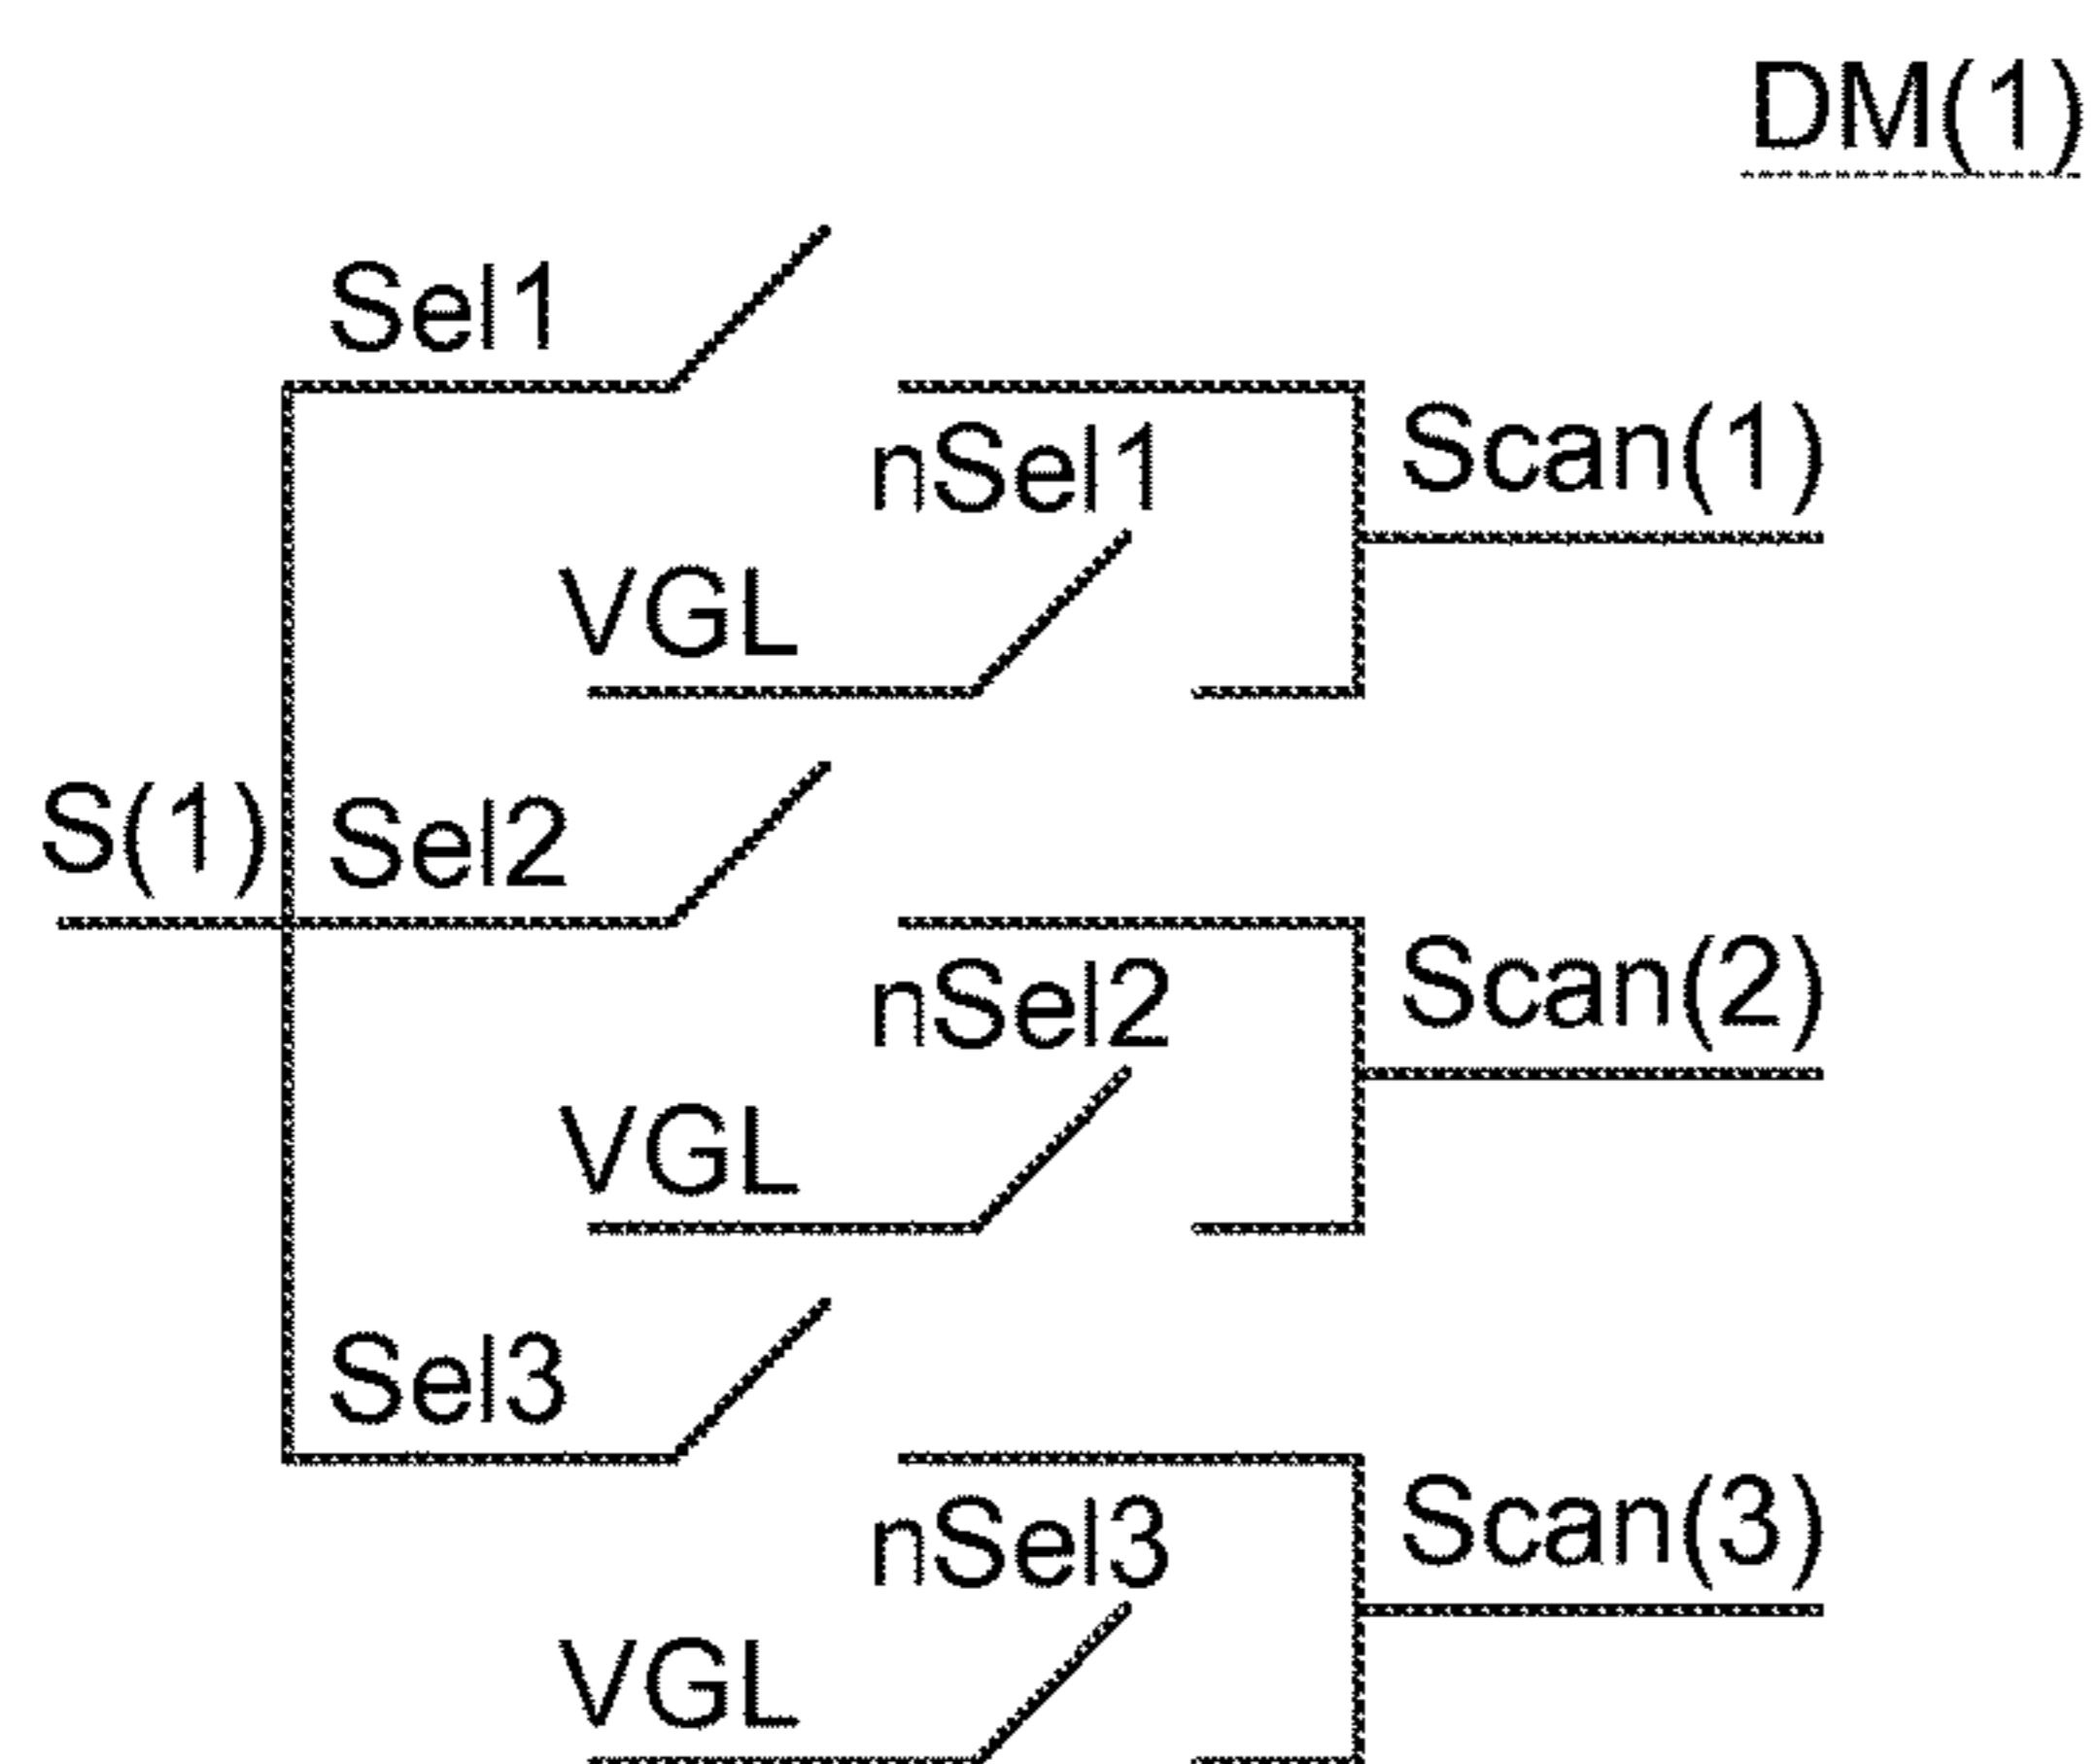 DM(1)
Sel1
nSel1
Scan(1)
VGL
S(1)
Sel2
nSel2
Scan(2)
VGL
Sel3
nSel3
Scan(3)
VGL